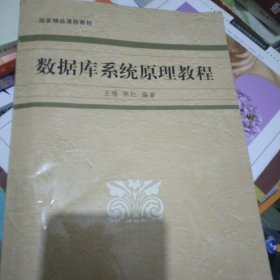 国家精品课程教材
数据库系统原理教程
王珊 陈红 编著